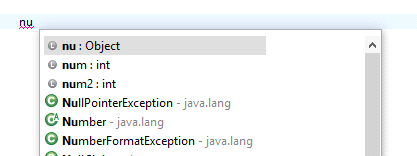 nu
nu : Object
num : int
num2 : int
NullPointerException - java.lang
Number - java.lang
NumberFormatException - java.lang